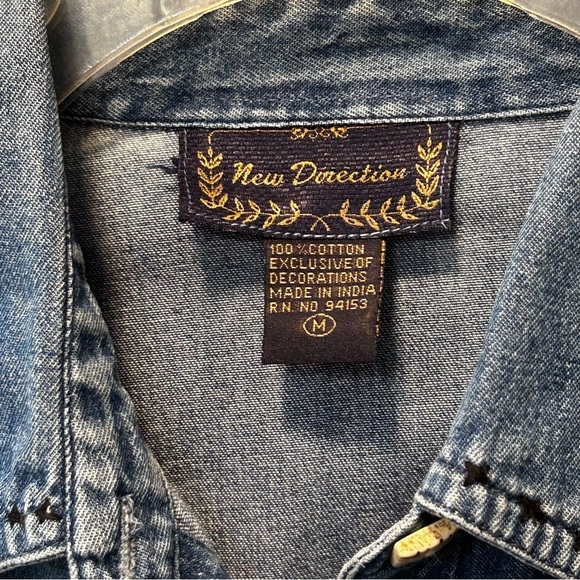 New Direction
100 % COTTON
EXCLUSIVE OF
DECORATIONS
MADE IN INDIA
R.N. NO. 94153
M